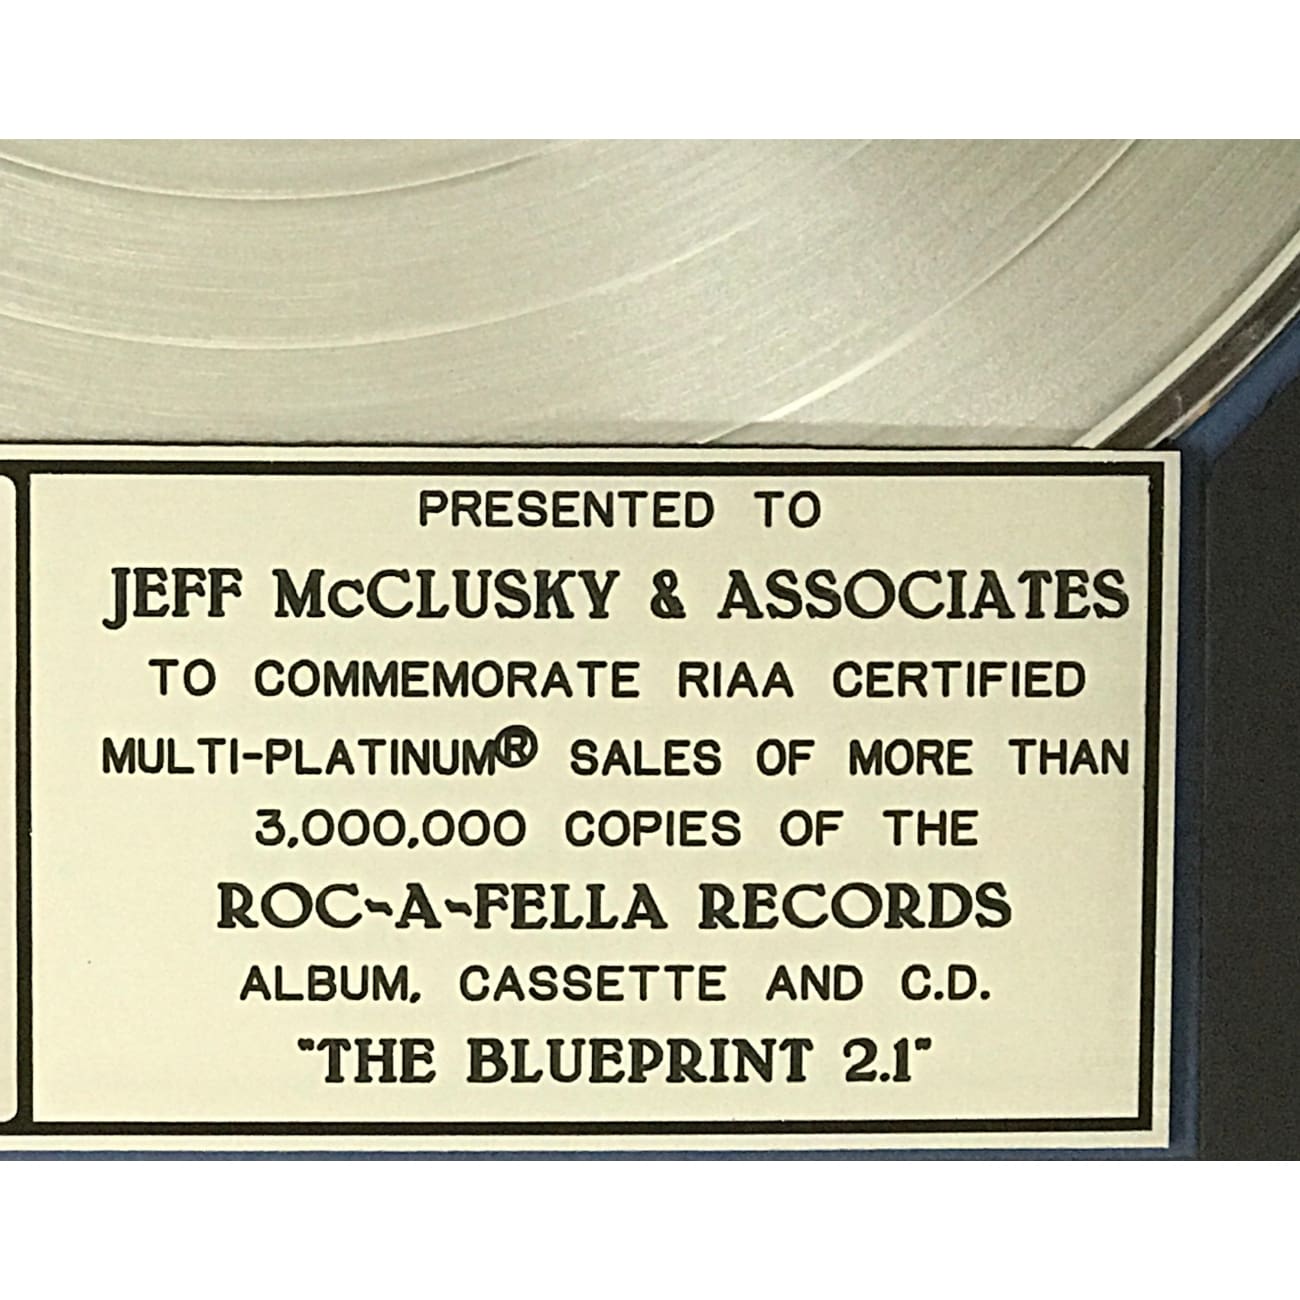 PRESENTED TO
JEFF McCLUSKY & ASSOCIATES
TO COMMEMORATE RIAA CERTIFIED
MULTI-PLATINUM® SALES OF MORE THAN
3,000,000 COPIES OF THE
ROC-A-FELLA RECORDS
ALBUM, CASSETTE AND C.D.
"THE BLUEPRINT 2.1"